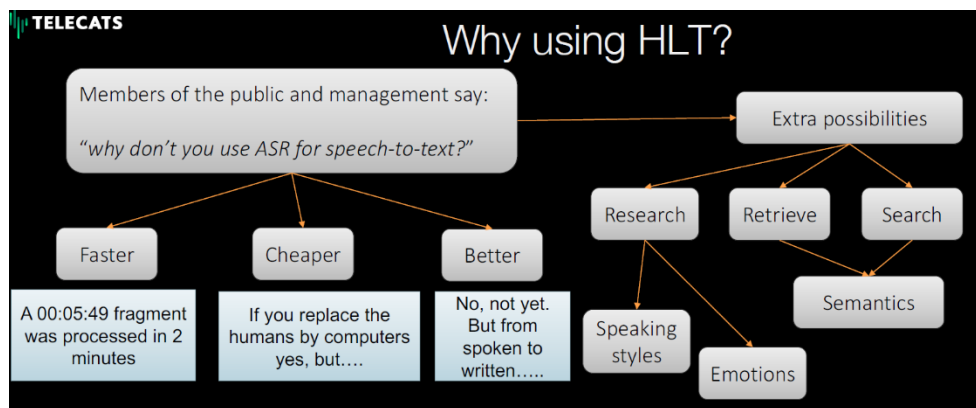 TELECATS
Why using HLT?
Members of the public and management say:
“why don’t you use ASR for speech-to-text?”
Extra possibilities
Research
Retrieve
Search
Faster
Cheaper
Better
Semantics
A 00:05:49 fragment
was processed in 2
minutes
If you replace the
humans by computers
yes, but....
No, not yet.
But from
spoken to
written.....
Speaking
styles
Emotions